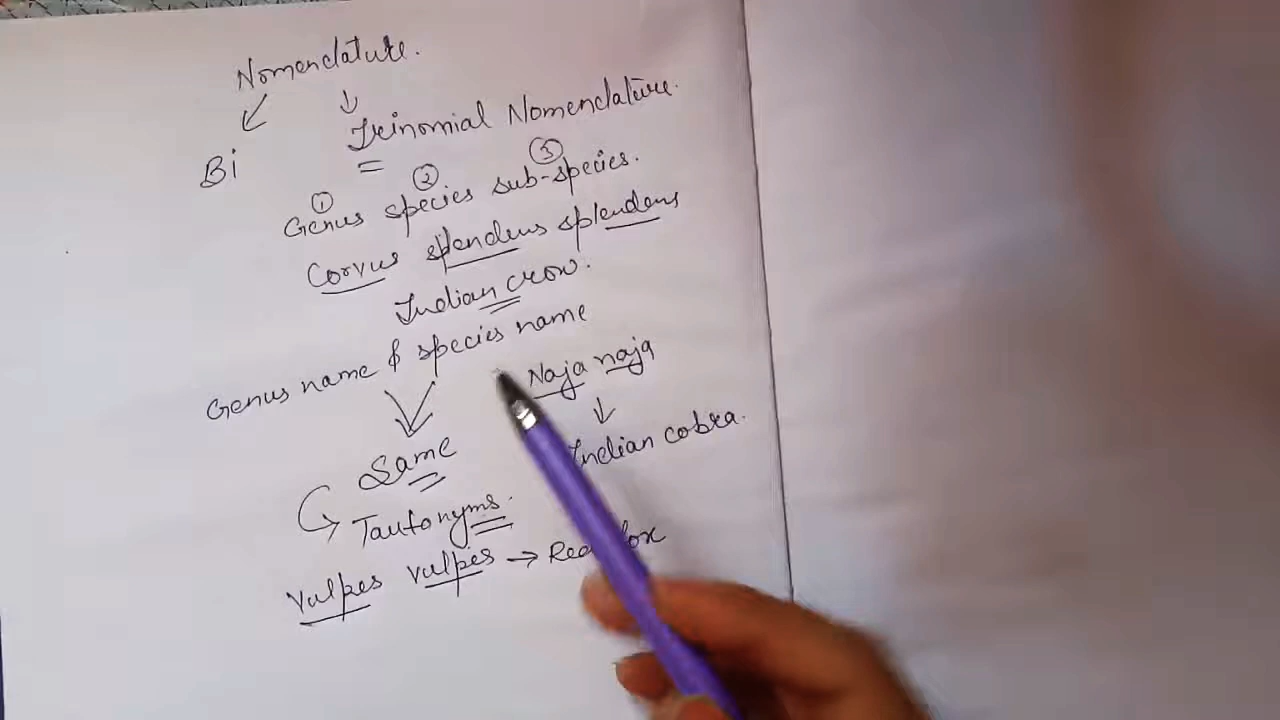 Nomenclature.
Bi
Trinomial Nomenclature.
① ② ③
Genus species sub-species.
Corvus splendens splendens
Indian crow.
Genus name & species name
Naja naja
Same
Indian cobra.
Tautonyms.
Vulpes vulpes → Red fox